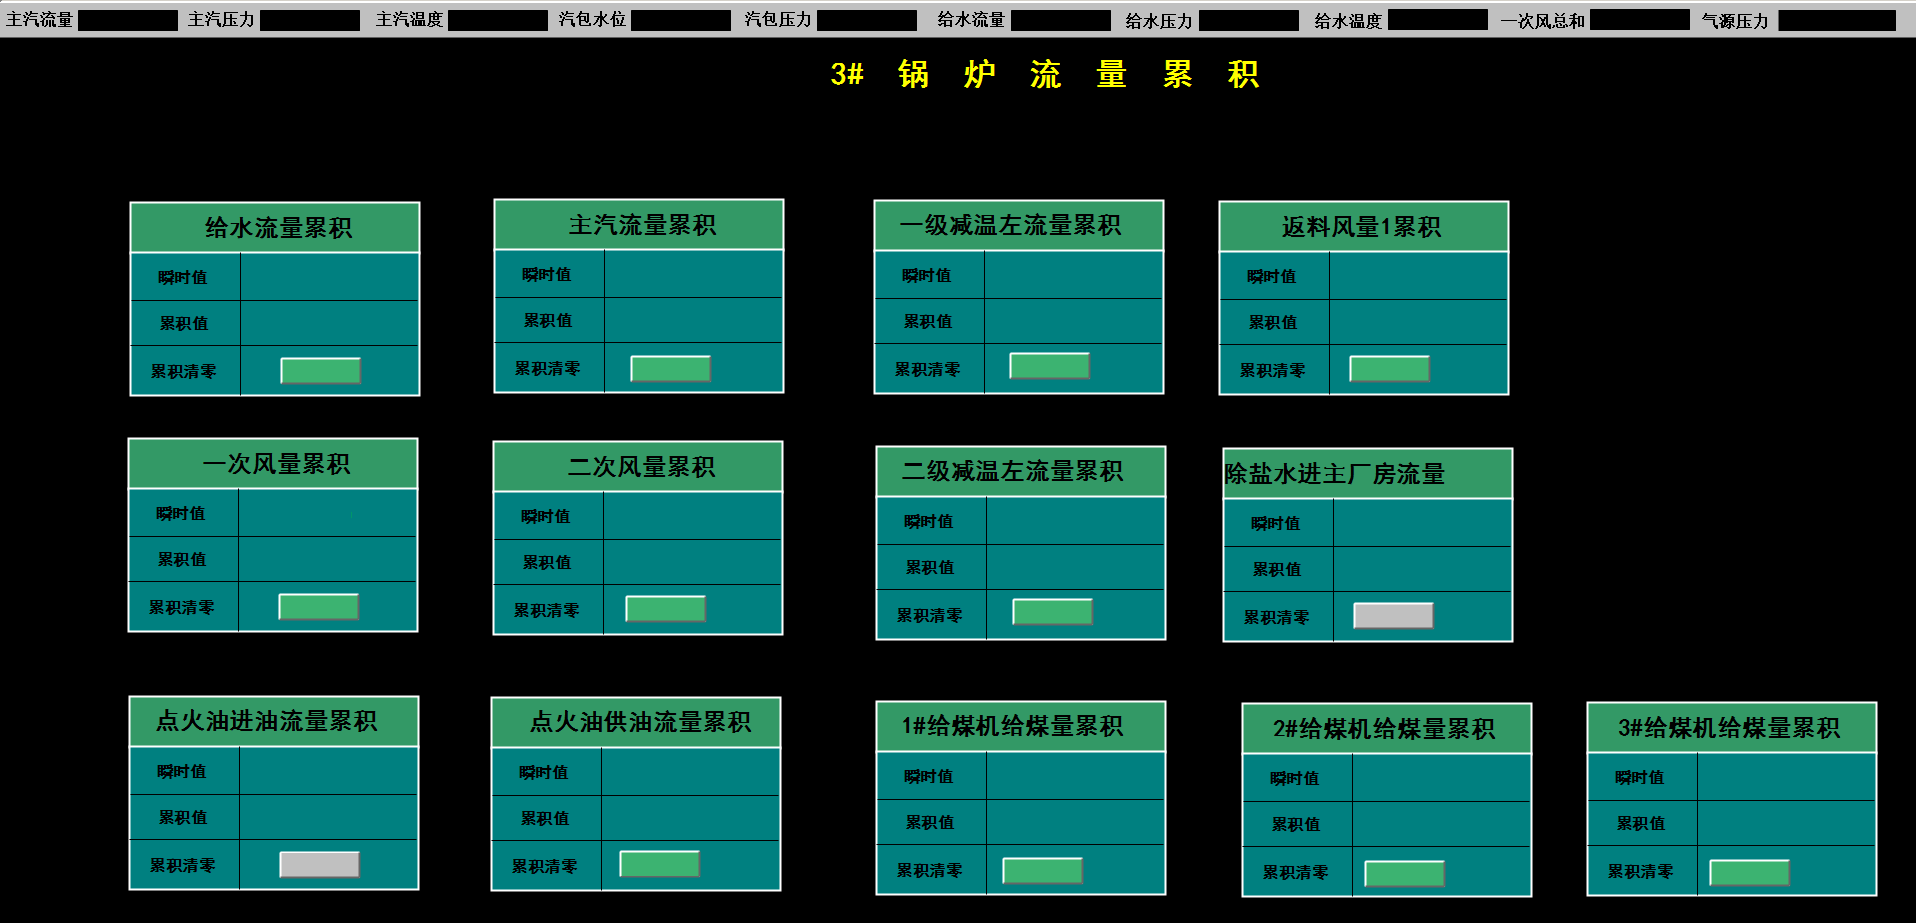 主汽流量 主汽压力 主汽温度 汽包水位 汽包压力 给水流量 给水压力 给水温度 一次风总和 气源压力
3# 锅 炉 流 量 累 积
给水流量累积
瞬时值
累积值
累积清零
主汽流量累积
瞬时值
累积值
累积清零
一级减温左流量累积
瞬时值
累积值
累积清零
返料风量1累积
瞬时值
累积值
累积清零
一次风量累积
瞬时值
累积值
累积清零
二次风量累积
瞬时值
累积值
累积清零
二级减温左流量累积
瞬时值
累积值
累积清零
除盐水进主厂房流量
瞬时值
累积值
累积清零
点火油进油流量累积
瞬时值
累积值
累积清零
点火油供油流量累积
瞬时值
累积值
累积清零
1#给煤机给煤量累积
瞬时值
累积值
累积清零
2#给煤机给煤量累积
瞬时值
累积值
累积清零
3#给煤机给煤量累积
瞬时值
累积值
累积清零